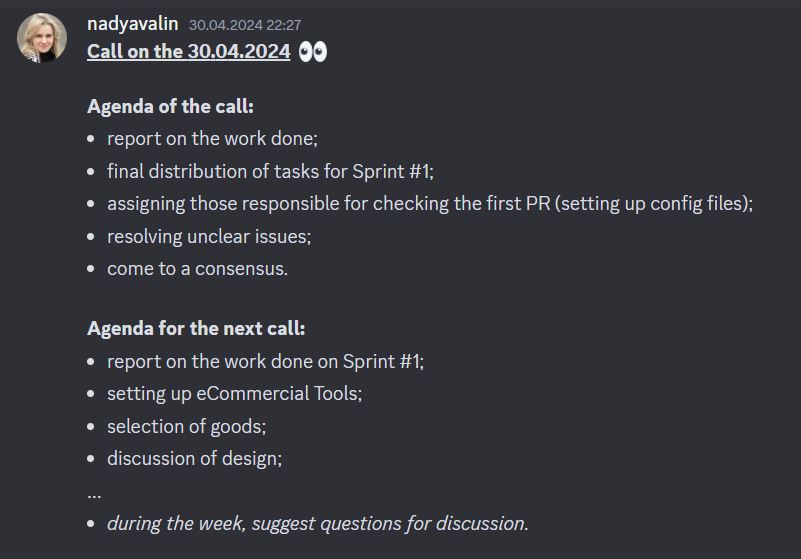 nadyavalin 30.04.2024 22:27
Call on the 30.04.2024 👀
Agenda of the call:
• report on the work done;
• final distribution of tasks for Sprint #1;
• assigning those responsible for checking the first PR (setting up config files);
• resolving unclear issues;
• come to a consensus.
Agenda for the next call:
• report on the work done on Sprint #1;
• setting up eCommercial Tools;
• selection of goods;
• discussion of design;
...
• during the week, suggest questions for discussion.